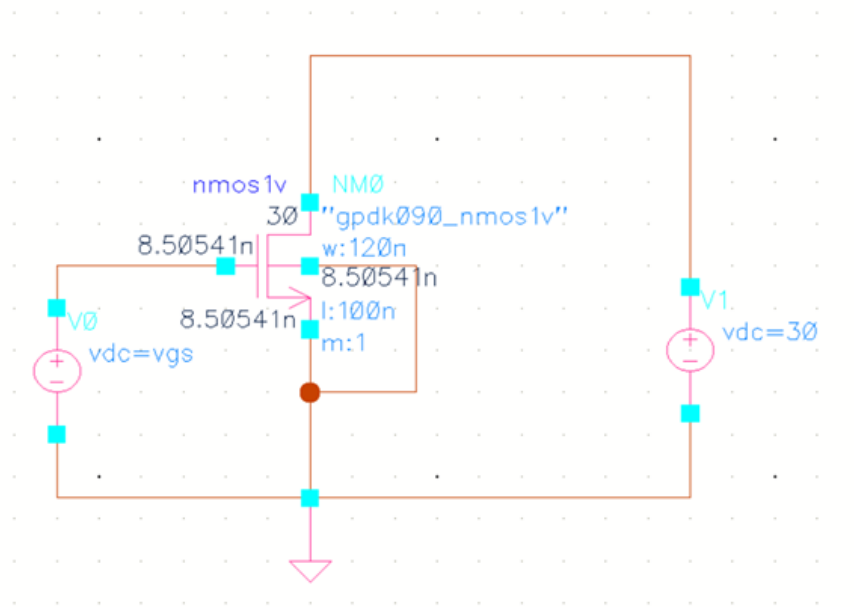 nmos1v NM0
30 "gpdk090_nmos1v"
8.50541n w:120n
8.50541n
8.50541n l:100n
m:1
V0
vdc=vgs
V1
vdc=30